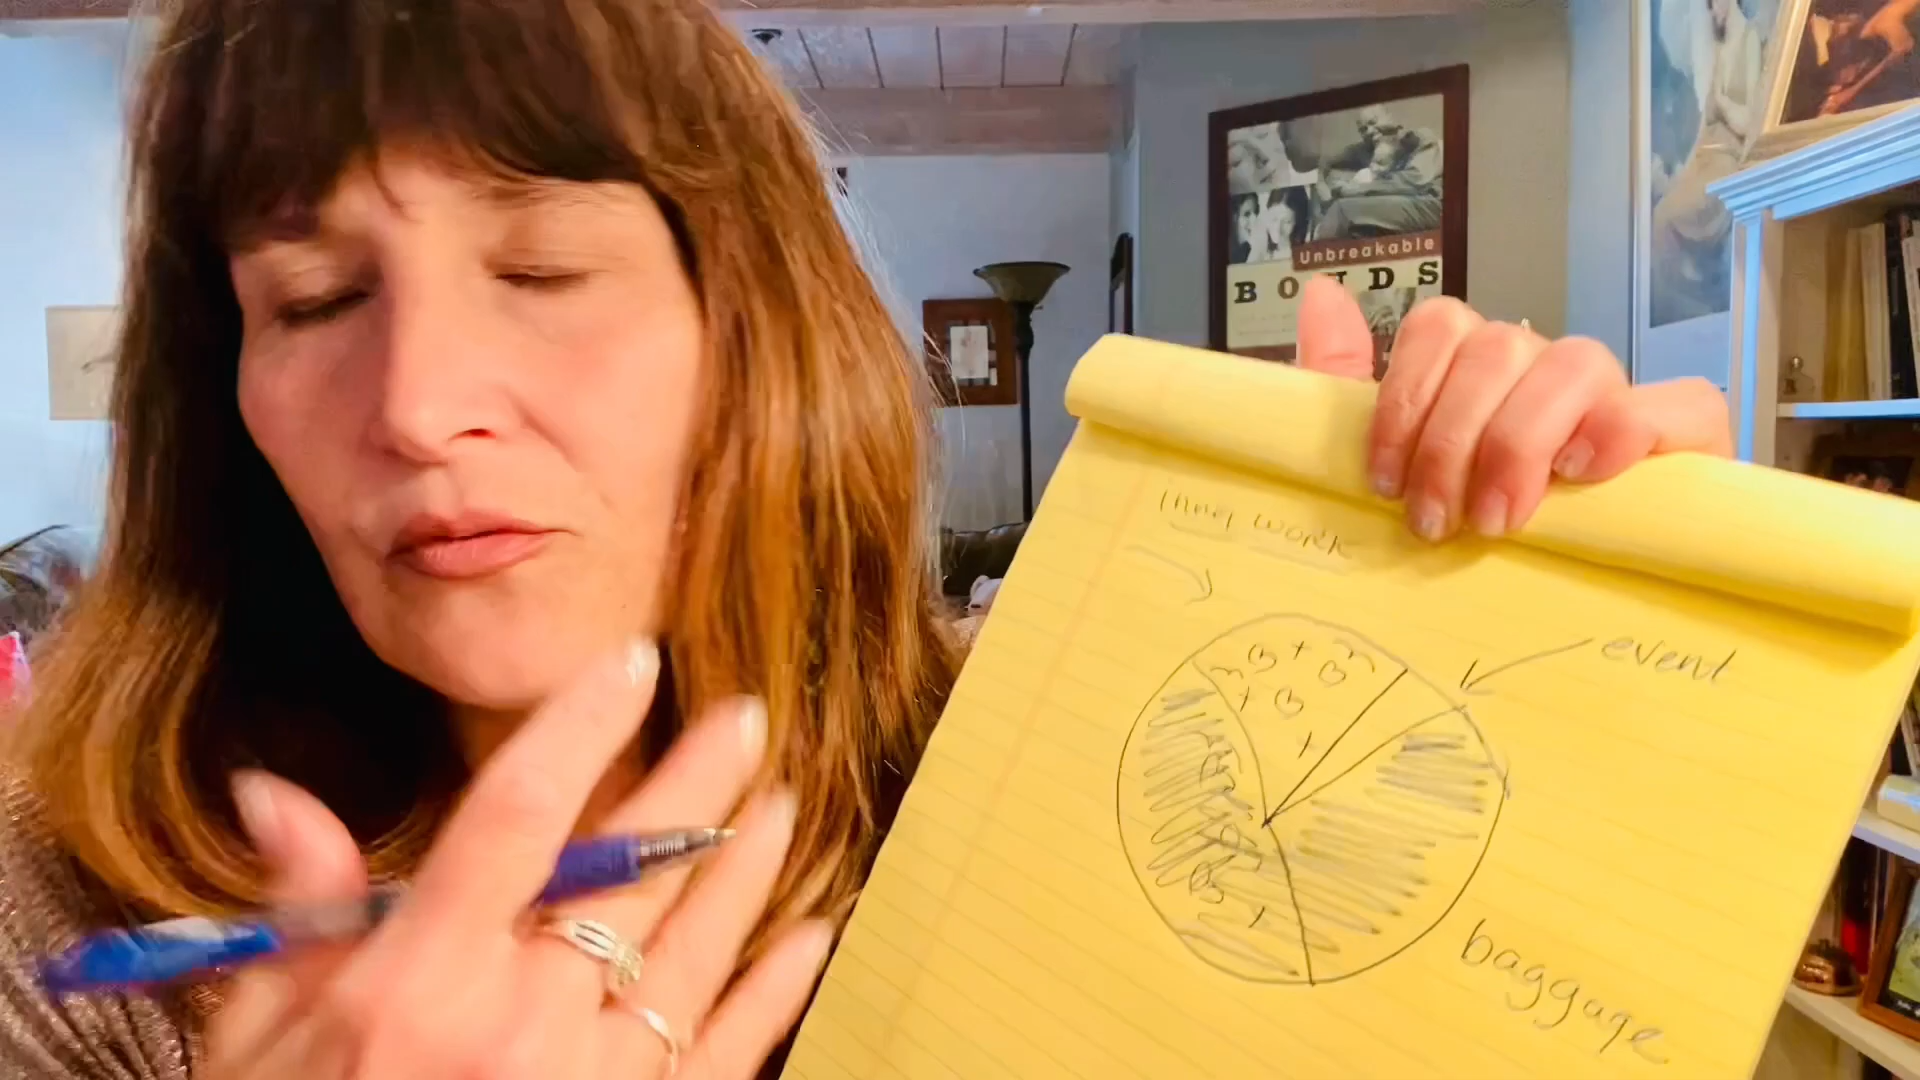 Unbreakable
BONDS
inner work
event
baggage